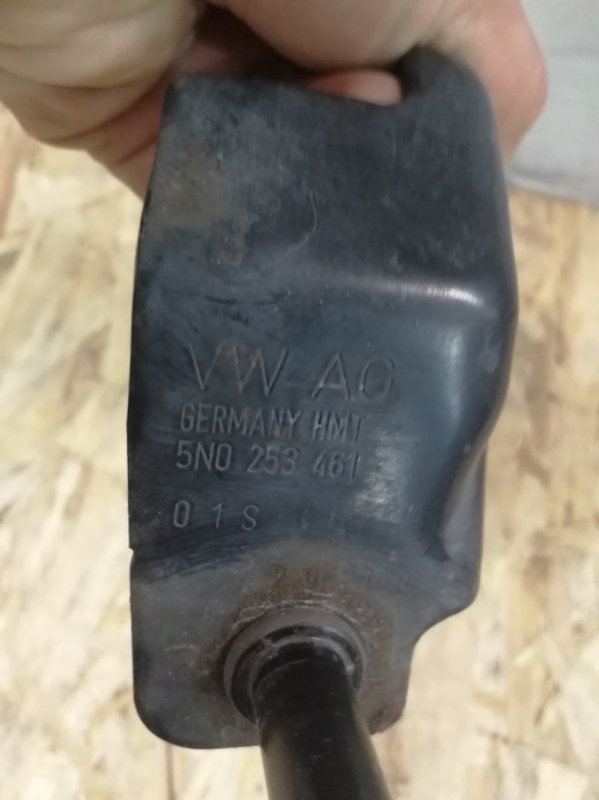 VW AG
GERMANY HMT
5N0 253 461
0 1 S